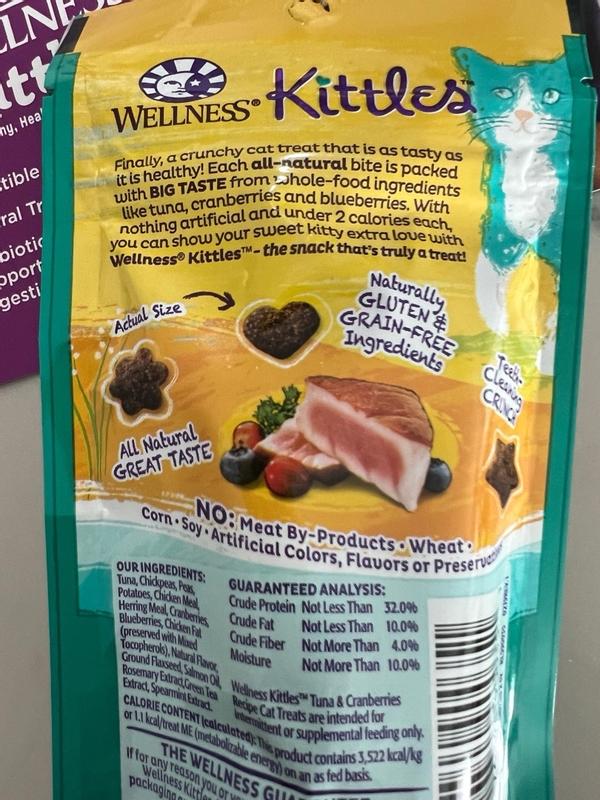 WELLNESS® Kittles™
Finally, a crunchy cat treat that is as tasty as
it is healthy! Each all-natural bite is packed
with BIG TASTE from whole-food ingredients
like tuna, cranberries and blueberries. With
nothing artificial and under 2 calories each,
you can show your sweet kitty extra love with
Wellness® Kittles™ - the snack that's truly a treat!
Actual Size
Naturally
GLUTEN &
GRAIN-FREE
Ingredients
Teeth-
Cleaning
CRUNCH
All Natural
GREAT TASTE
NO: Meat By-Products • Wheat •
Corn • Soy • Artificial Colors, Flavors or
OUR INGREDIENTS:
Tuna, Chickpeas, Peas,
Potatoes, Chicken Meal,
Herring Meal, Cranberries,
Blueberries, Chicken Fat
(preserved with Mixed
Tocopherols), Natural Flavor,
Ground Flaxseed, Salmon Oil,
Rosemary Extract, Green Tea
Extract, Spearmint Extract.
GUARANTEED ANALYSIS:
Crude Protein Not Less Than 32.0%
Crude Fat Not Less Than 10.0%
Crude Fiber Not More Than 4.0%
Moisture Not More Than 10.0%
Wellness Kittles™ Tuna & Cranberries
Recipe Cat Treats are intended for
intermittent or supplemental feeding only.
CALORIE CONTENT (calculated): This product contains 3,522 kcal/kg
or 1.1 kcal/treat ME (metabolizable energy) on an as fed basis.
THE WELLNESS
If for any reason you or
Wellness
packaging